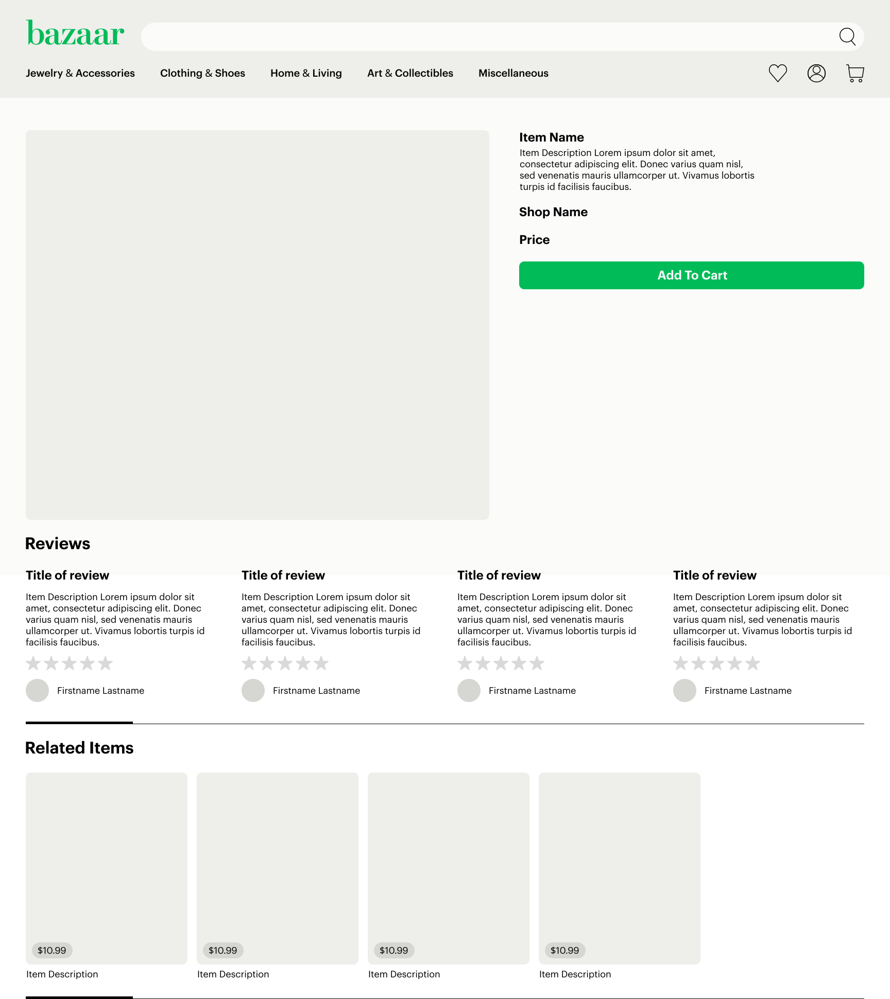 bazaar
Jewelry & Accessories
Clothing & Shoes
Home & Living
Art & Collectibles
Miscellaneous
Item Name
Item Description Lorem ipsum dolor sit amet,
consectetur adipiscing elit. Donec varius quam nisl,
sed venenatis mauris ullamcorper ut. Vivamus lobortis
turpis id facilisis faucibus.
Shop Name
Price
Add To Cart
Reviews
Title of review
Item Description Lorem ipsum dolor sit
amet, consectetur adipiscing elit. Donec
varius quam nisl, sed venenatis mauris
ullamcorper ut. Vivamus lobortis turpis id
facilisis faucibus.
Firstname Lastname
Title of review
Item Description Lorem ipsum dolor sit
amet, consectetur adipiscing elit. Donec
varius quam nisl, sed venenatis mauris
ullamcorper ut. Vivamus lobortis turpis id
facilisis faucibus.
Firstname Lastname
Title of review
Item Description Lorem ipsum dolor sit
amet, consectetur adipiscing elit. Donec
varius quam nisl, sed venenatis mauris
ullamcorper ut. Vivamus lobortis turpis id
facilisis faucibus.
Firstname Lastname
Title of review
Item Description Lorem ipsum dolor sit
amet, consectetur adipiscing elit. Donec
varius quam nisl, sed venenatis mauris
ullamcorper ut. Vivamus lobortis turpis id
facilisis faucibus.
Firstname Lastname
Related Items
$10.99
Item Description
$10.99
Item Description
$10.99
Item Description
$10.99
Item Description